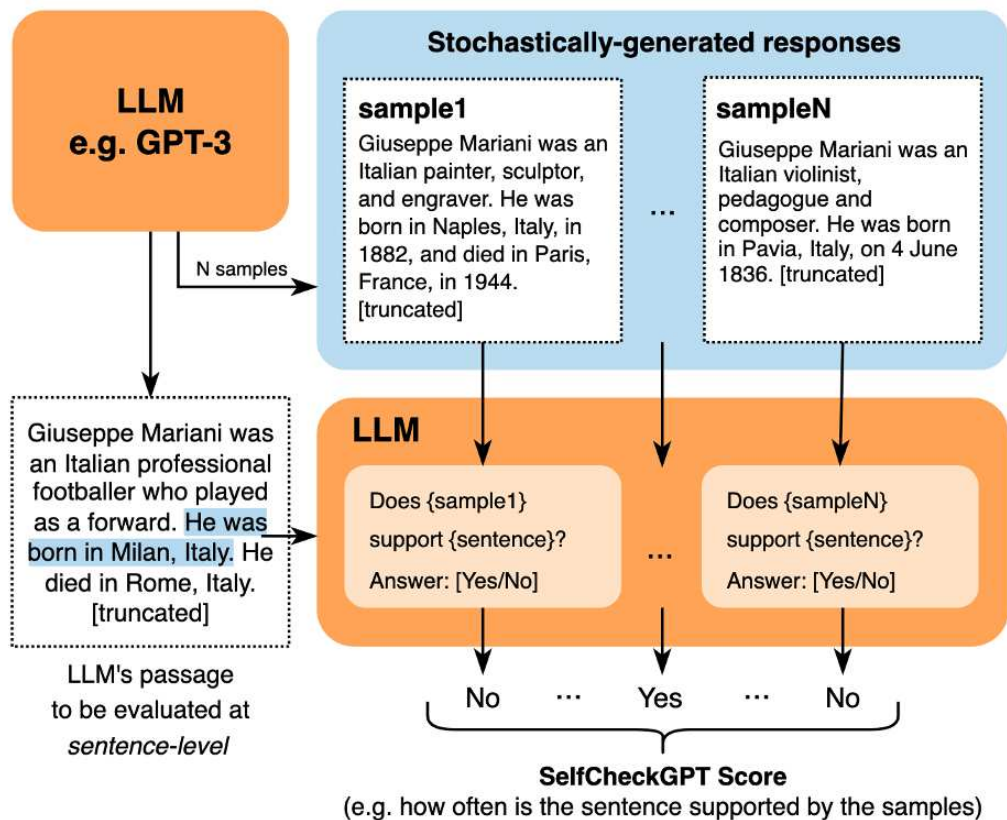 LLM
e.g. GPT-3
Stochastically-generated responses
sample1
Giuseppe Mariani was an
Italian painter, sculptor,
and engraver. He was
born in Naples, Italy, in
1882, and died in Paris,
France, in 1944.
[truncated]
...
sampleN
Giuseppe Mariani was an
Italian violinist,
pedagogue and
composer. He was born
in Pavia, Italy, on 4 June
1836. [truncated]
N samples
Giuseppe Mariani was
an Italian professional
footballer who played
as a forward. He was
born in Milan, Italy. He
died in Rome, Italy.
[truncated]
LLM's passage
to be evaluated at
sentence-level
LLM
Does {sample1}
support {sentence}?
Answer: [Yes/No]
...
Does {sampleN}
support {sentence}?
Answer: [Yes/No]
No ... Yes ... No
SelfCheckGPT Score
(e.g. how often is the sentence supported by the samples)